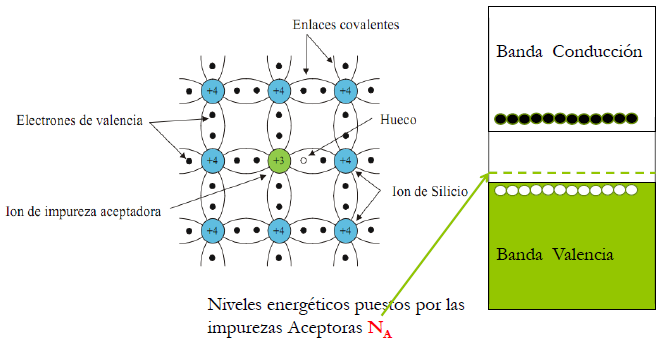 Enlaces covalentes
Banda Conducción
+4 +4 +4
Electrones de valencia
Hueco
+4 +3 +4
Ion de impureza aceptadora
Ion de Silicio
+4 +4 +4
Banda Valencia
Niveles energéticos puestos por las
impurezas Aceptoras N_A